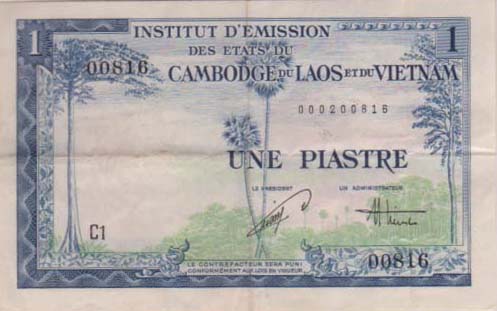 1 INSTITUT D'EMISSION 1
DES ETATS DU
00816 CAMBODGE DU LAOS ET DU VIETNAM
000200816
UNE PIASTRE
LE PRESIDENT UN ADMINISTRATEUR
C1
00816
LE CONTREFACTEUR SERA PUNI
CONFORMÉMENT AUX LOIS EN VIGUEUR